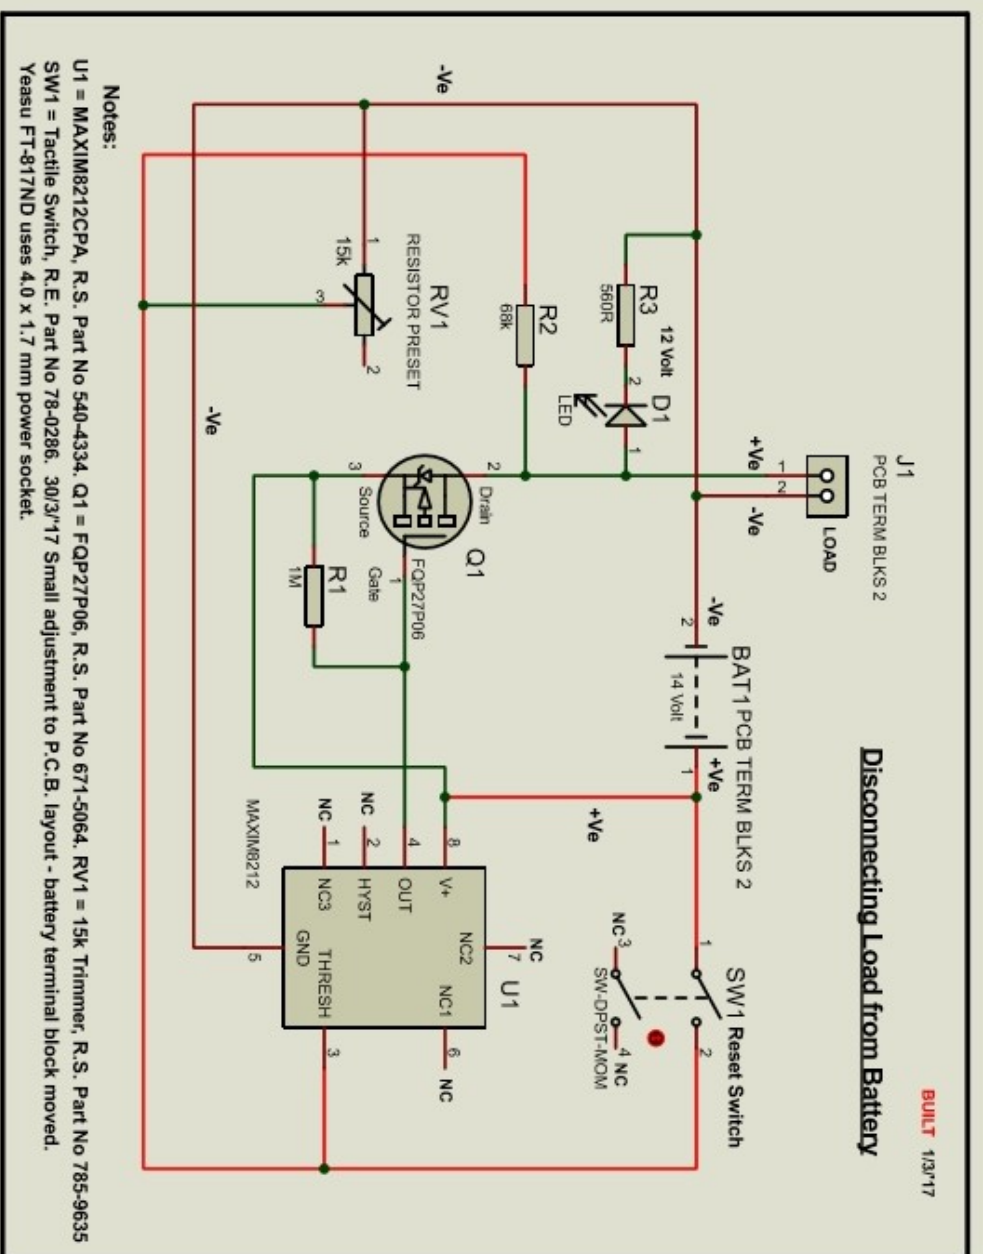 BUILT 1/3/'17
Disconnecting Load from Battery
J1
PCB TERM BLKS 2
LOAD
1
2
+Ve
-Ve
BAT1 PCB TERM BLKS 2
-Ve
2
14 Volt
+Ve
1
SW1 Reset Switch
1
2
NC 3
4 NC
SW-DPST-MOM
R3
560R
12 Volt
D1
2
1
LED
R2
68k
+Ve
-Ve
RV1
RESISTOR PRESET
15k
1
2
3
Q1
FQP27P06
2
Drain
3
Source
1
Gate
R1
1M
U1
NC
7
NC2
NC1
6
NC
8
V+
4
OUT
NC
2
HYST
NC
1
NC3
MAXIM8212
GND
5
THRESH
3
-Ve
Notes:
U1 = MAXIM8212CPA, R.S. Part No 540-4334. Q1 = FQP27P06, R.S. Part No 671-5064. RV1 = 15k Trimmer, R.S. Part No 785-9635
SW1 = Tactile Switch, R.E. Part No 78-0286. 30/3/'17 Small adjustment to P.C.B. layout - battery terminal block moved.
Yeasu FT-817ND uses 4.0 x 1.7 mm power socket.